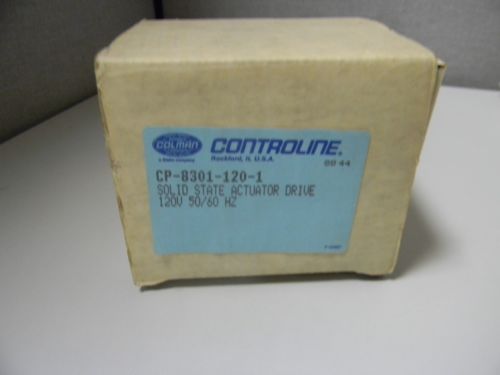 COLMAN
CONTROLINE®
Rockford, IL U.S.A.
CP-8301-120-1
SOLID STATE ACTUATOR DRIVE
120V 50/60 HZ